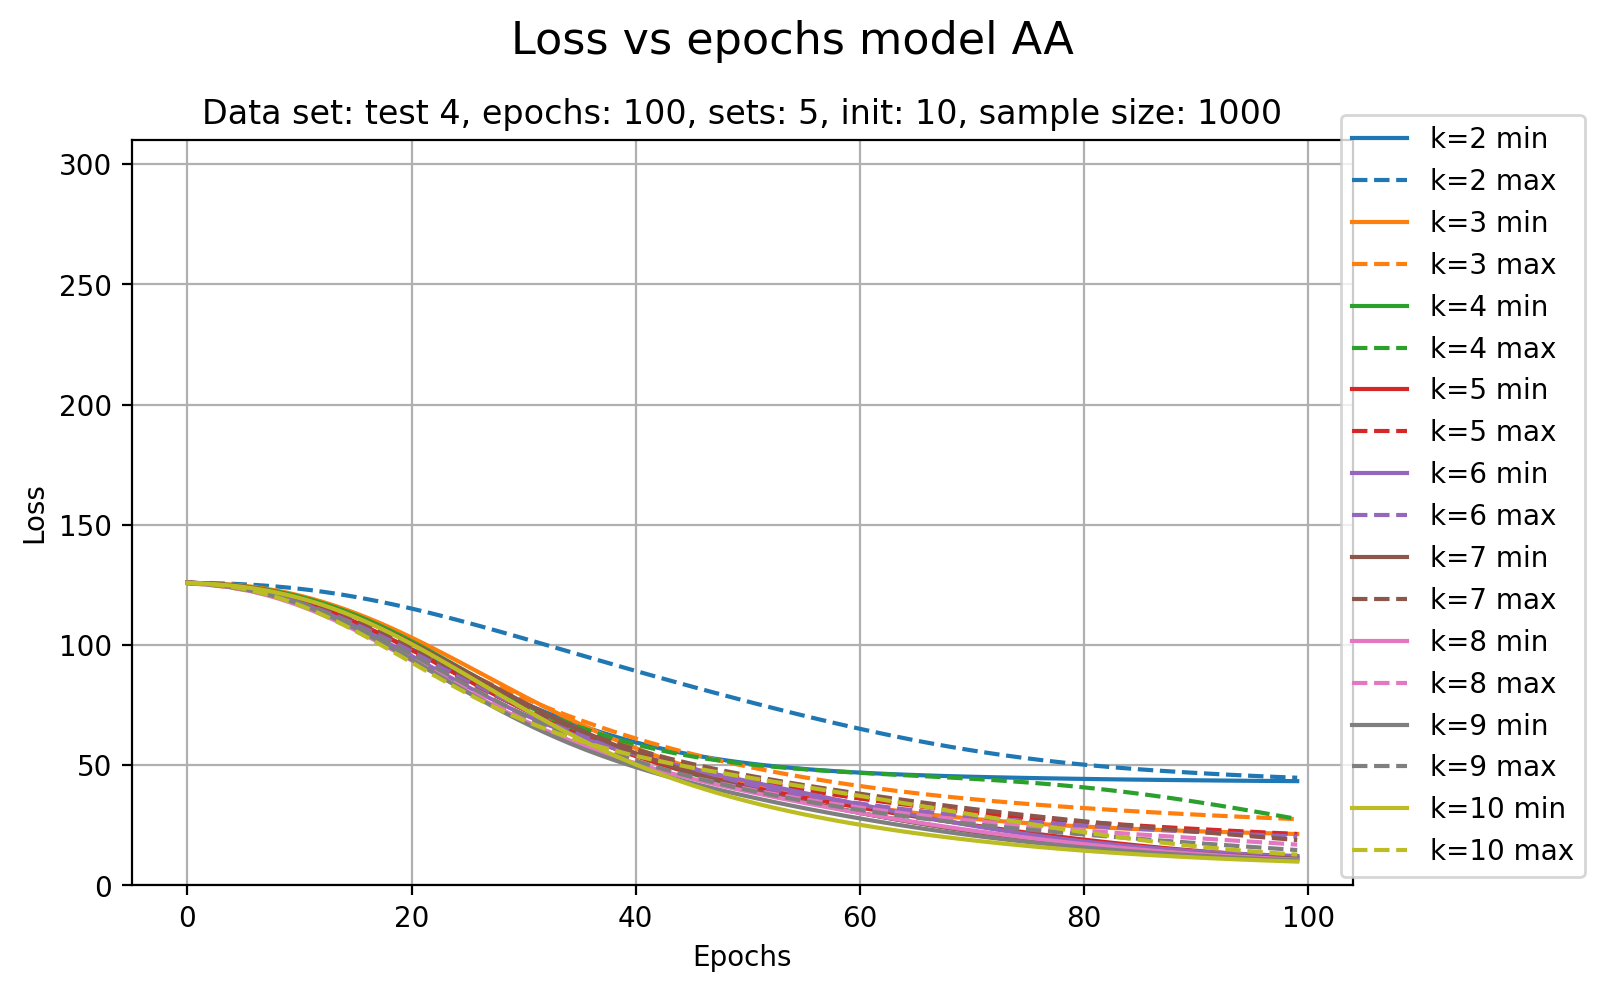 Loss vs epochs model AA
Data set: test 4, epochs: 100, sets: 5, init: 10, sample size: 1000
300
250
200
150
100
50
0
Loss
0 20 40 60 80 100
Epochs
k=2 min
k=2 max
k=3 min
k=3 max
k=4 min
k=4 max
k=5 min
k=5 max
k=6 min
k=6 max
k=7 min
k=7 max
k=8 min
k=8 max
k=9 min
k=9 max
k=10 min
k=10 max